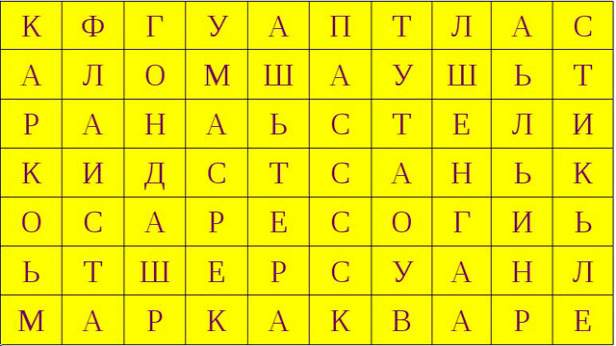 К Ф Г У А П Т Л А С
А Л О М Ш А У Ш Ь Т
Р А Н А Ь С Т Е Л И
К И Д С Т С А Н Ь К
О С А Р Е С О Г И Ь
Ь Т Ш Е Р С У А Н Л
М А Р К А К В А Р Е